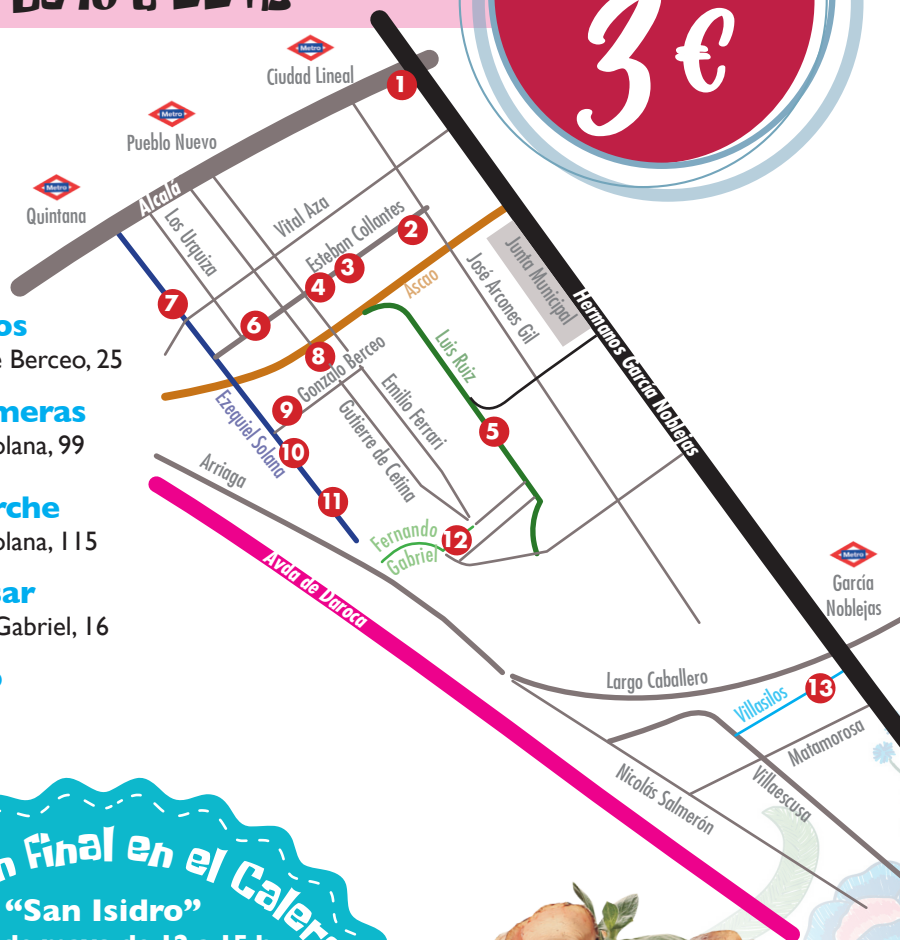 3 €
Metro
Ciudad Lineal
1
Metro
Pueblo Nuevo
Metro
Quintana
Alcalá
Los Urquiza
Vital Aza
Esteban Collantes
2
3
4
Ascao
José Arcones Gil
Junta Municipal
Hermanos García Noblejas
7
6
8
Gonzalo Berceo
Luis Ruiz
Emilio Ferrari
Gutierre de Cetina
Ezequiel Solana
9
10
5
11
Arriaga
Fernando
Gabriel
12
Avda de Daroca
os
Berceo, 25
meras
olana, 99
rche
olana, 115
sar
Gabriel, 16
Metro
García
Noblejas
Largo Caballero
Villasilos
13
Matamorosa
Villaescusa
Nicolás Salmerón
final en el Calero
“San Isidro”